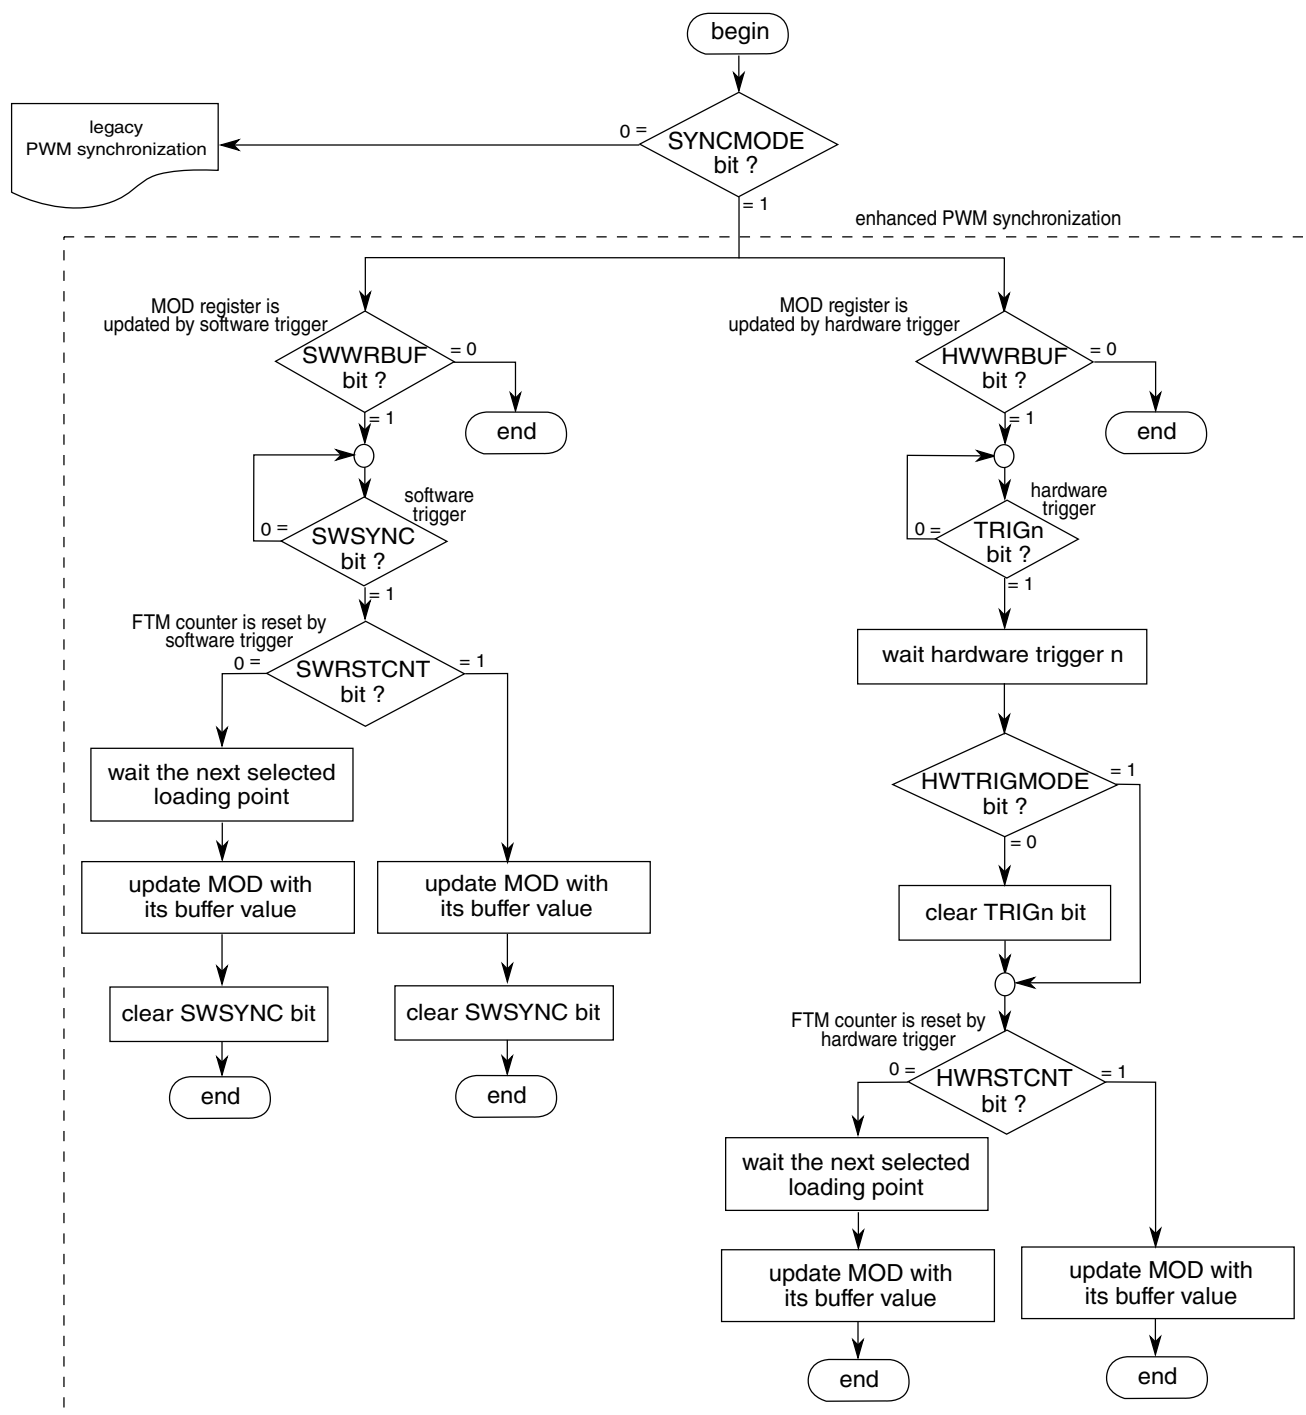 begin
legacy
PWM synchronization
0 =
SYNCMODE
bit ?
= 1
enhanced PWM synchronization
MOD register is
updated by software trigger
SWWRBUF
bit ?
= 0
end
= 1
software
trigger
0 =
SWSYNC
bit ?
= 1
FTM counter is reset by
software trigger
0 =
SWRSTCNT
bit ?
= 1
wait the next selected
loading point
update MOD with
its buffer value
clear SWSYNC bit
end
update MOD with
its buffer value
clear SWSYNC bit
end
MOD register is
updated by hardware trigger
HWWRBUF
bit ?
= 0
end
= 1
hardware
trigger
0 =
TRIGn
bit ?
= 1
wait hardware trigger n
HWTRIGMODE
bit ?
= 1
= 0
clear TRIGn bit
FTM counter is reset by
hardware trigger
0 =
HWRSTCNT
bit ?
= 1
wait the next selected
loading point
update MOD with
its buffer value
end
update MOD with
its buffer value
end